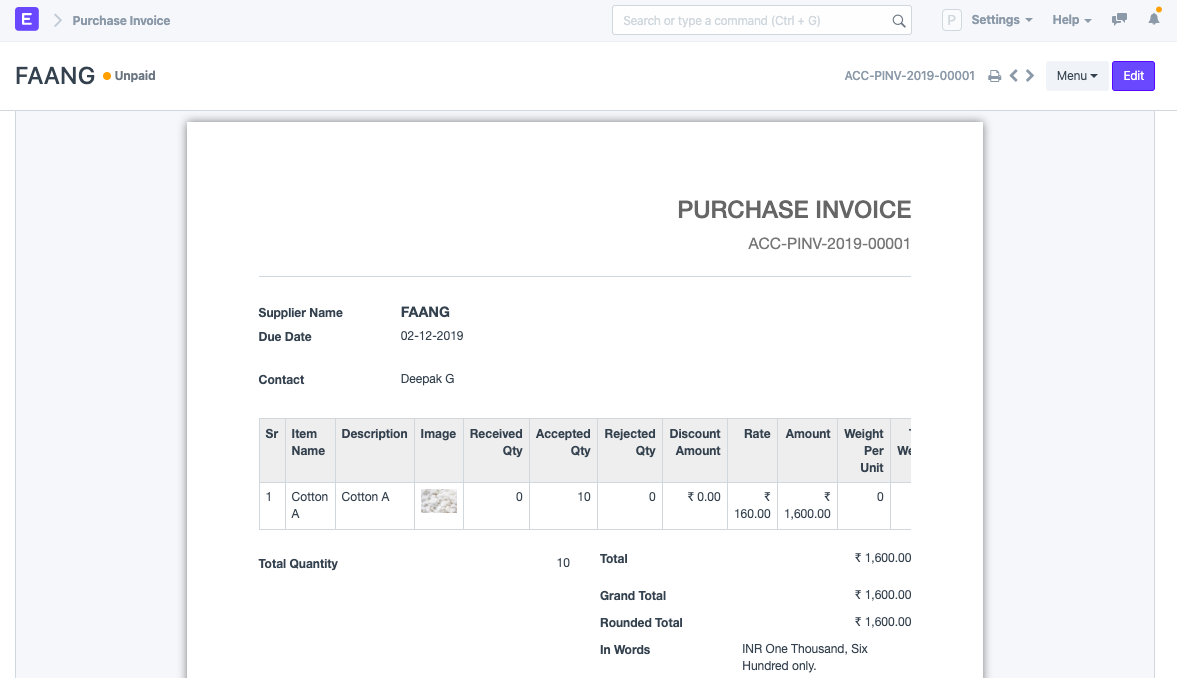 E Purchase Invoice Search or type a command (Ctrl + G) P Settings Help
FAANG Unpaid ACC-PINV-2019-00001 Menu Edit
PURCHASE INVOICE
ACC-PINV-2019-00001
Supplier Name FAANG
Due Date 02-12-2019
Contact Deepak G
Sr Item Description Image Received Accepted Rejected Discount Rate Amount Weight
Name Qty Qty Qty Amount Per We
Unit
1 Cotton Cotton A 0 10 0 ₹ 0.00 ₹ ₹ 0
A 160.00 1,600.00
Total Quantity 10 Total ₹ 1,600.00
Grand Total ₹ 1,600.00
Rounded Total ₹ 1,600.00
In Words INR One Thousand, Six
Hundred only.